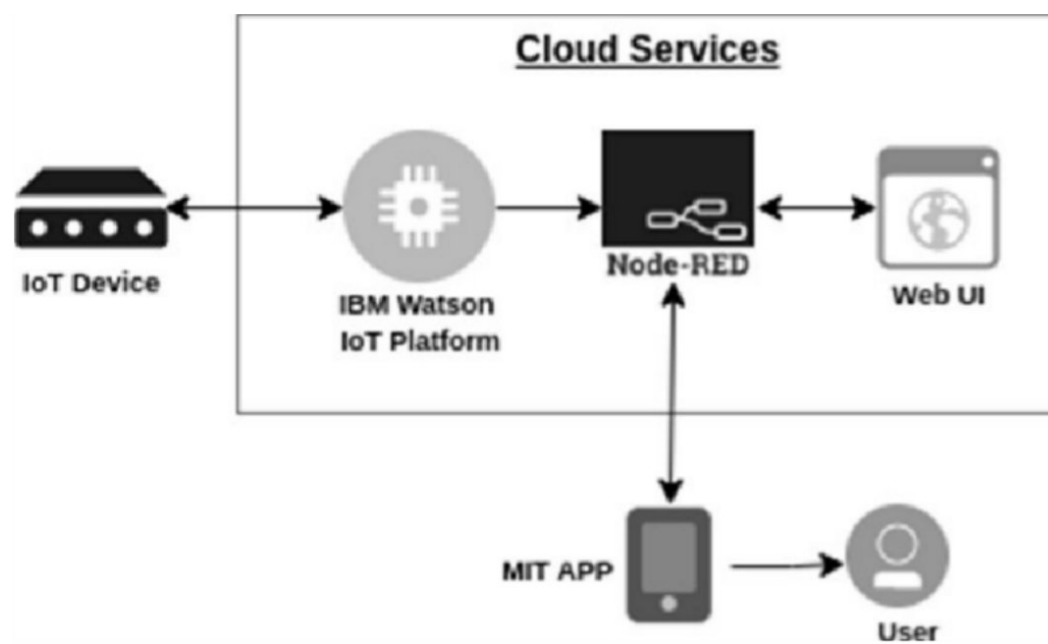 Cloud Services
IoT Device
IBM Watson
IoT Platform
Node-RED
Web UI
MIT APP
User